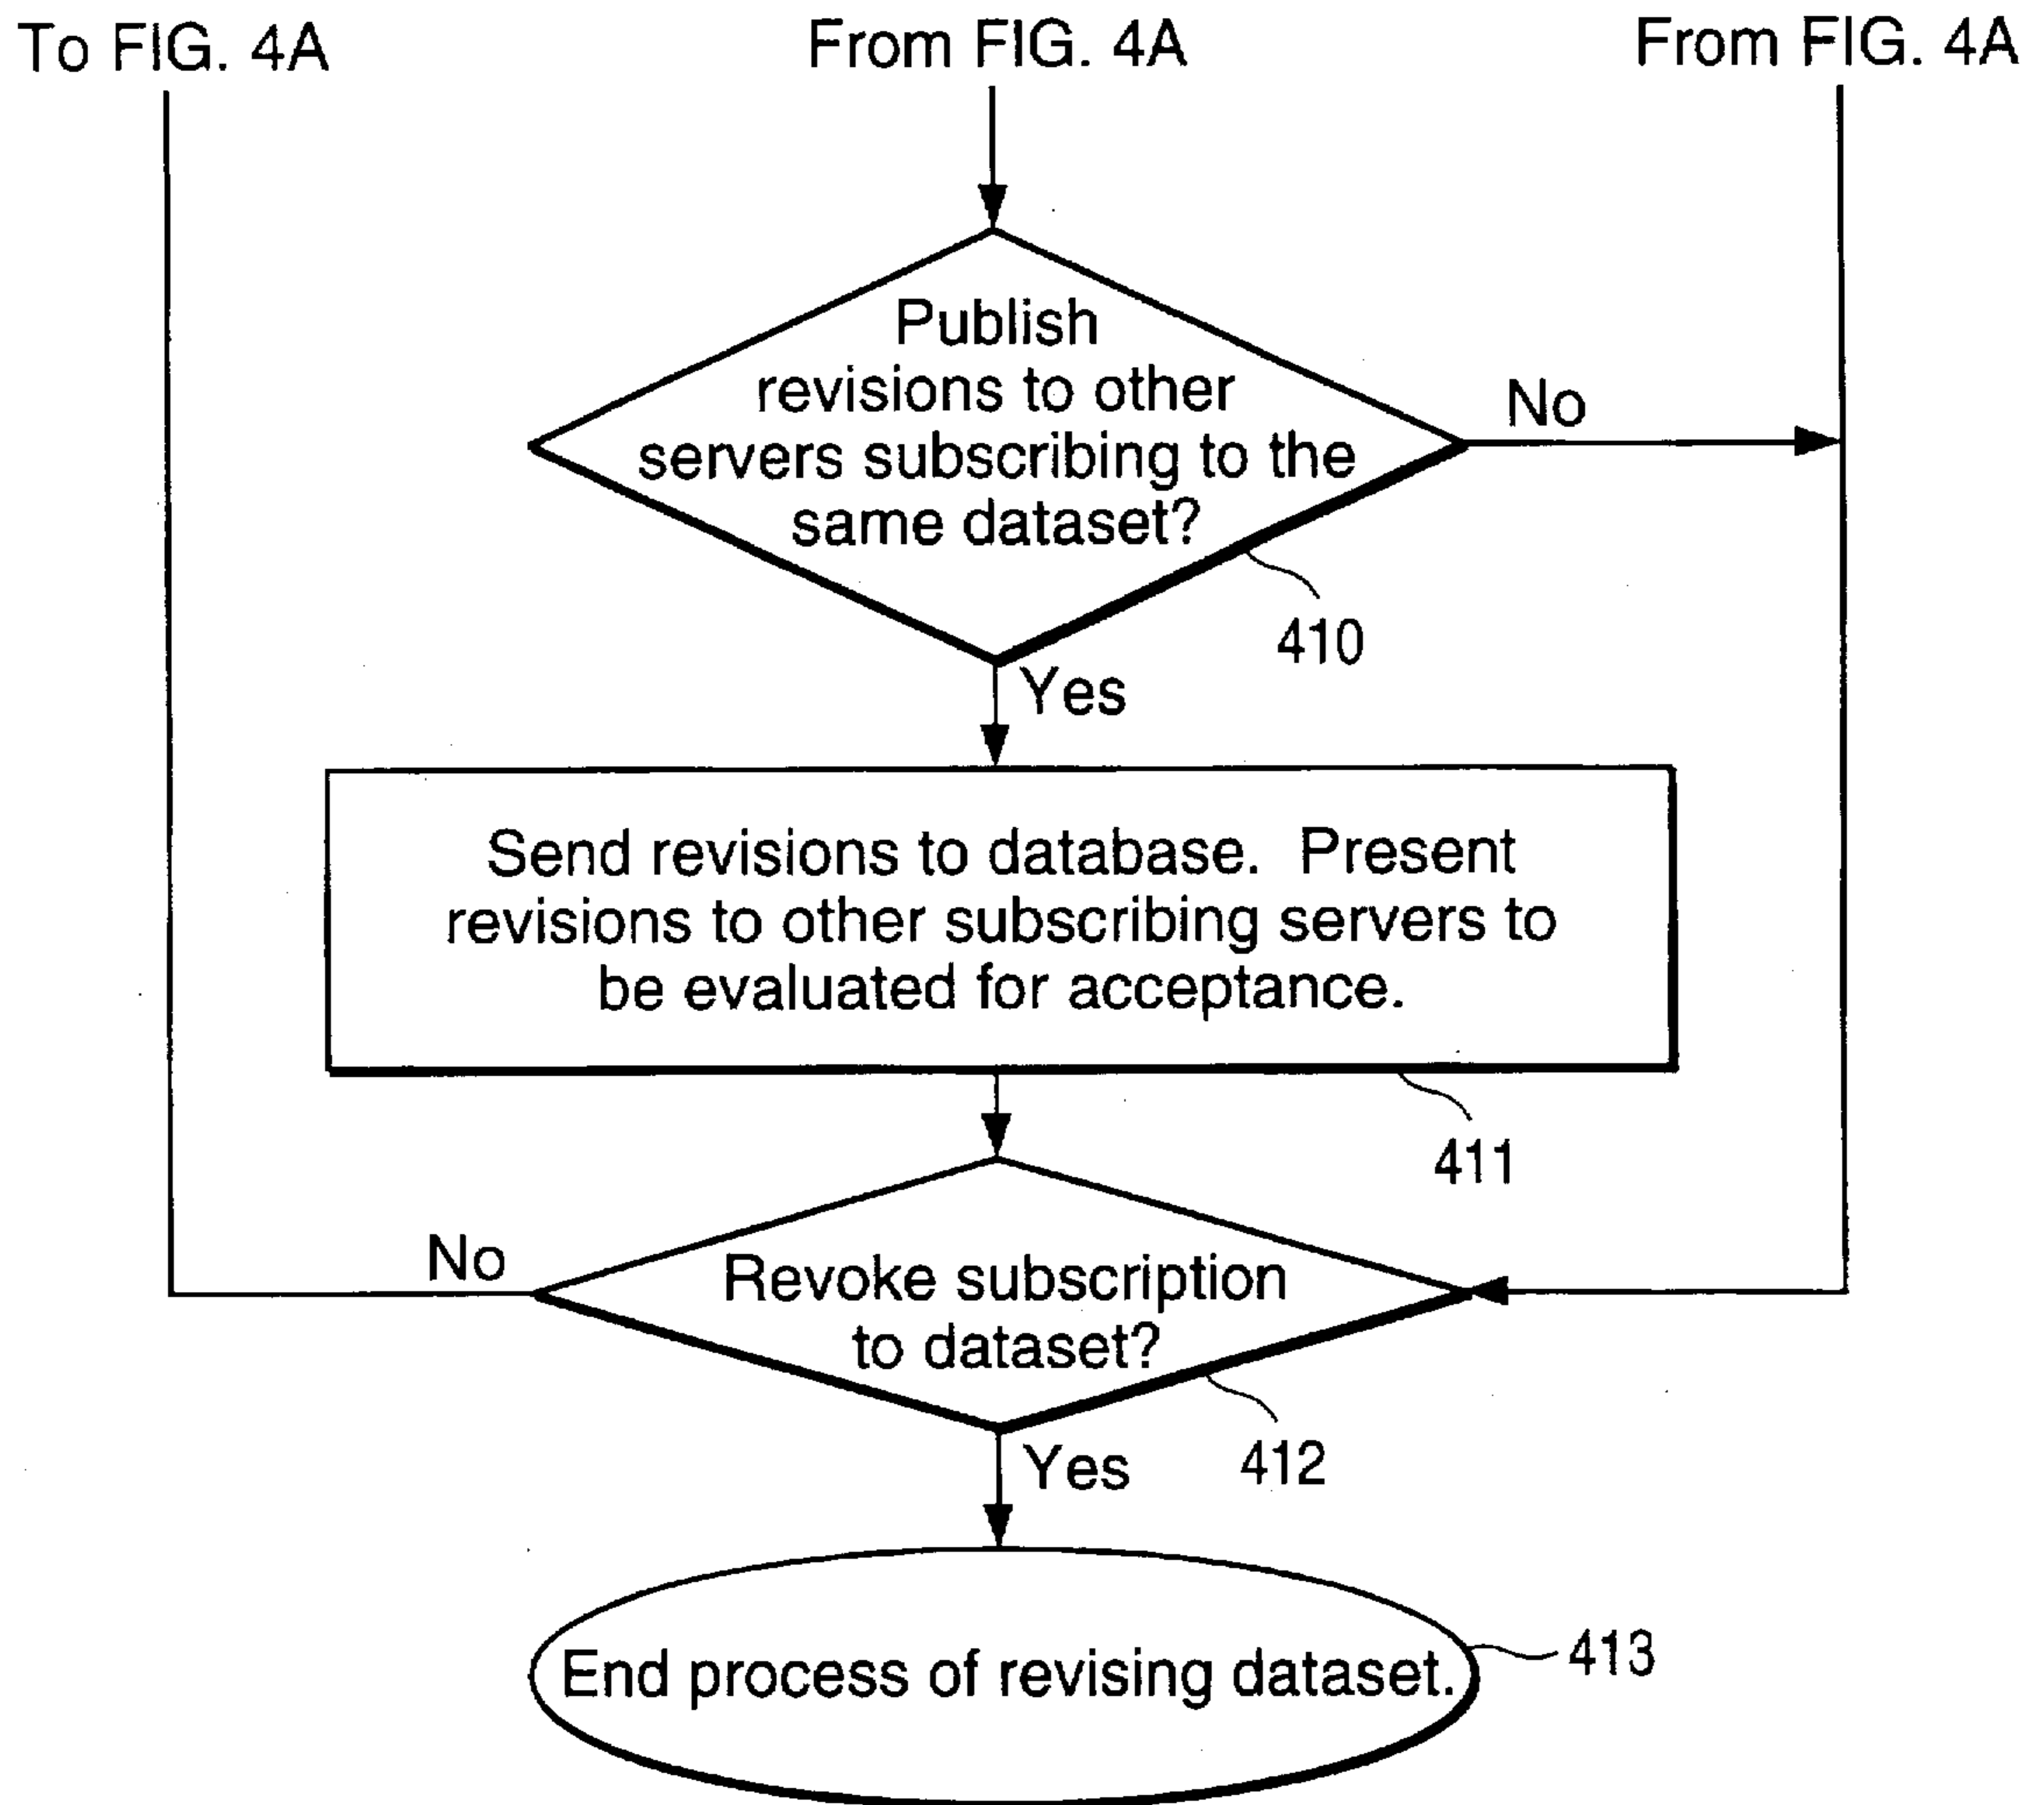 To FIG. 4A
From FIG. 4A
From FIG. 4A
Publish
revisions to other
servers subscribing to the
same dataset?
No
410
Yes
Send revisions to database. Present
revisions to other subscribing servers to
be evaluated for acceptance.
411
No
Revoke subscription
to dataset?
412
Yes
End process of revising dataset.
413